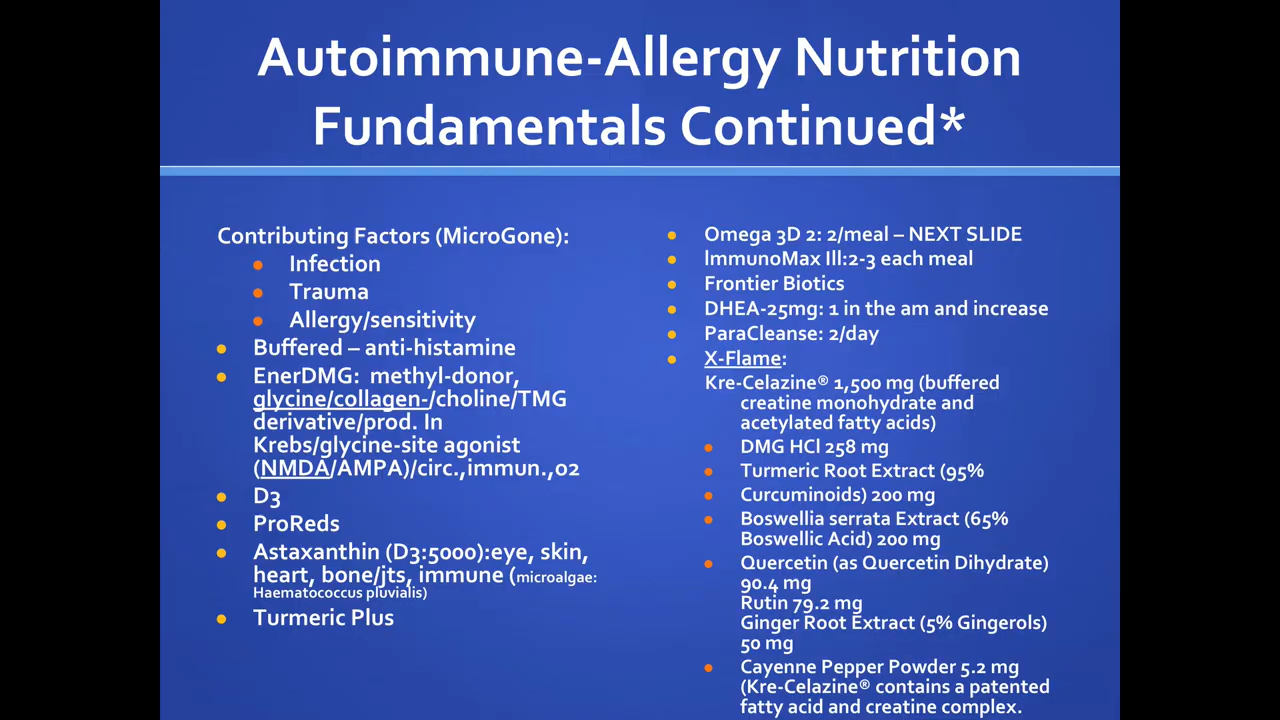 Autoimmune-Allergy Nutrition
Fundamentals Continued*
Contributing Factors (MicroGone):
Infection
Trauma
Allergy/sensitivity
Buffered – anti-histamine
EnerDMG: methyl-donor,
glycine/collagen-/choline/TMG
derivative/prod. In
Krebs/glycine-site agonist
(NMDA/AMPA)/circ.,immun.,o2
D3
ProReds
Astaxanthin (D3:5000):eye, skin,
heart, bone/jts, immune (microalgae:
Haematococcus pluvialis)
Turmeric Plus
Omega 3D 2: 2/meal – NEXT SLIDE
lmmunoMax Ill:2-3 each meal
Frontier Biotics
DHEA-25mg: 1 in the am and increase
ParaCleanse: 2/day
X-Flame:
Kre-Celazine® 1,500 mg (buffered
creatine monohydrate and
acetylated fatty acids)
DMG HCl 258 mg
Turmeric Root Extract (95%
Curcuminoids) 200 mg
Boswellia serrata Extract (65%
Boswellic Acid) 200 mg
Quercetin (as Quercetin Dihydrate)
90.4 mg
Rutin 79.2 mg
Ginger Root Extract (5% Gingerols)
50 mg
Cayenne Pepper Powder 5.2 mg
(Kre-Celazine® contains a patented
fatty acid and creatine complex.